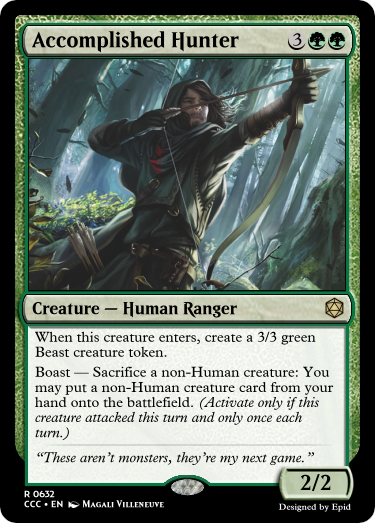 Accomplished Hunter 3
Creature — Human Ranger
When this creature enters, create a 3/3 green
Beast creature token.
Boast — Sacrifice a non-Human creature: You
may put a non-Human creature card from your
hand onto the battlefield. (Activate only if this
creature attacked this turn and only once each
turn.)
“These aren’t monsters, they’re my next game.”
2/2
R 0632
CCC • EN MAGALI VILLENEUVE
Designed by Epid